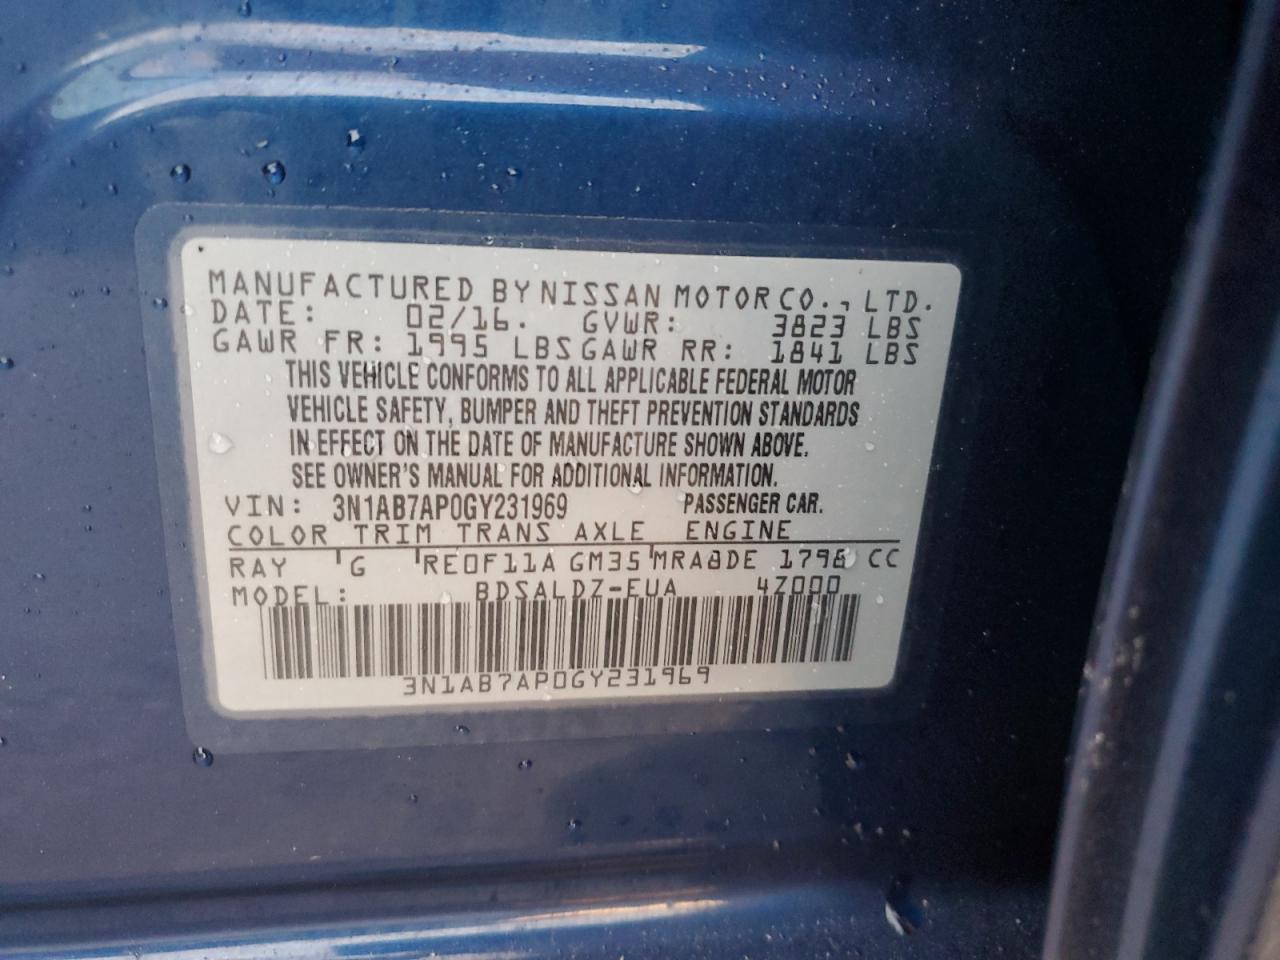 MANUFACTURED BY NISSAN MOTOR CO., LTD.
DATE: 02/16. GVWR: 3823 LBS
GAWR FR: 1995 LBS GAWR RR: 1841 LBS
THIS VEHICLE CONFORMS TO ALL APPLICABLE FEDERAL MOTOR
VEHICLE SAFETY, BUMPER AND THEFT PREVENTION STANDARDS
IN EFFECT ON THE DATE OF MANUFACTURE SHOWN ABOVE.
SEE OWNER'S MANUAL FOR ADDITIONAL INFORMATION.
VIN: 3N1AB7AP0GY231969 PASSENGER CAR.
COLOR TRIM TRANS AXLE ENGINE
RAY G RE0F11A GM35 MRA8DE 1798 CC
MODEL: BDSALDZ-EUA 4Z000
3N1AB7AP0GY231969